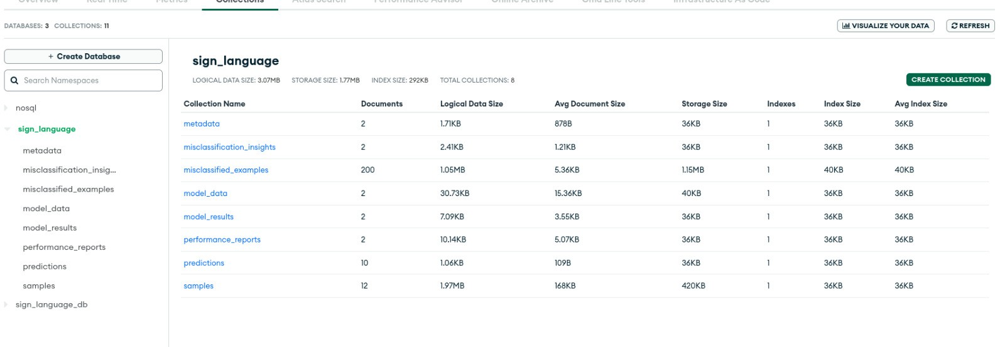 Overview Real Time Metrics Collections Atlas Search Performance Advisor Online Archive Cmd Line Tools Infrastructure As Code
DATABASES: 3 COLLECTIONS: 11
VISUALIZE YOUR DATA
REFRESH
+ Create Database
Search Namespaces
nosql
sign_language
metadata
misclassification_insig...
misclassified_examples
model_data
model_results
performance_reports
predictions
samples
sign_language_db
sign_language
LOGICAL DATA SIZE: 3.07MB STORAGE SIZE: 1.77MB INDEX SIZE: 292KB TOTAL COLLECTIONS: 8
CREATE COLLECTION
Collection Name Documents Logical Data Size Avg Document Size Storage Size Indexes Index Size Avg Index Size
metadata 2 1.71KB 878B 36KB 1 36KB 36KB
misclassification_insights 2 2.41KB 1.21KB 36KB 1 36KB 36KB
misclassified_examples 200 1.05MB 5.36KB 1.15MB 1 40KB 40KB
model_data 2 30.73KB 15.36KB 40KB 1 36KB 36KB
model_results 2 7.09KB 3.55KB 36KB 1 36KB 36KB
performance_reports 2 10.14KB 5.07KB 36KB 1 36KB 36KB
predictions 10 1.06KB 109B 36KB 1 36KB 36KB
samples 12 1.97MB 168KB 420KB 1 36KB 36KB